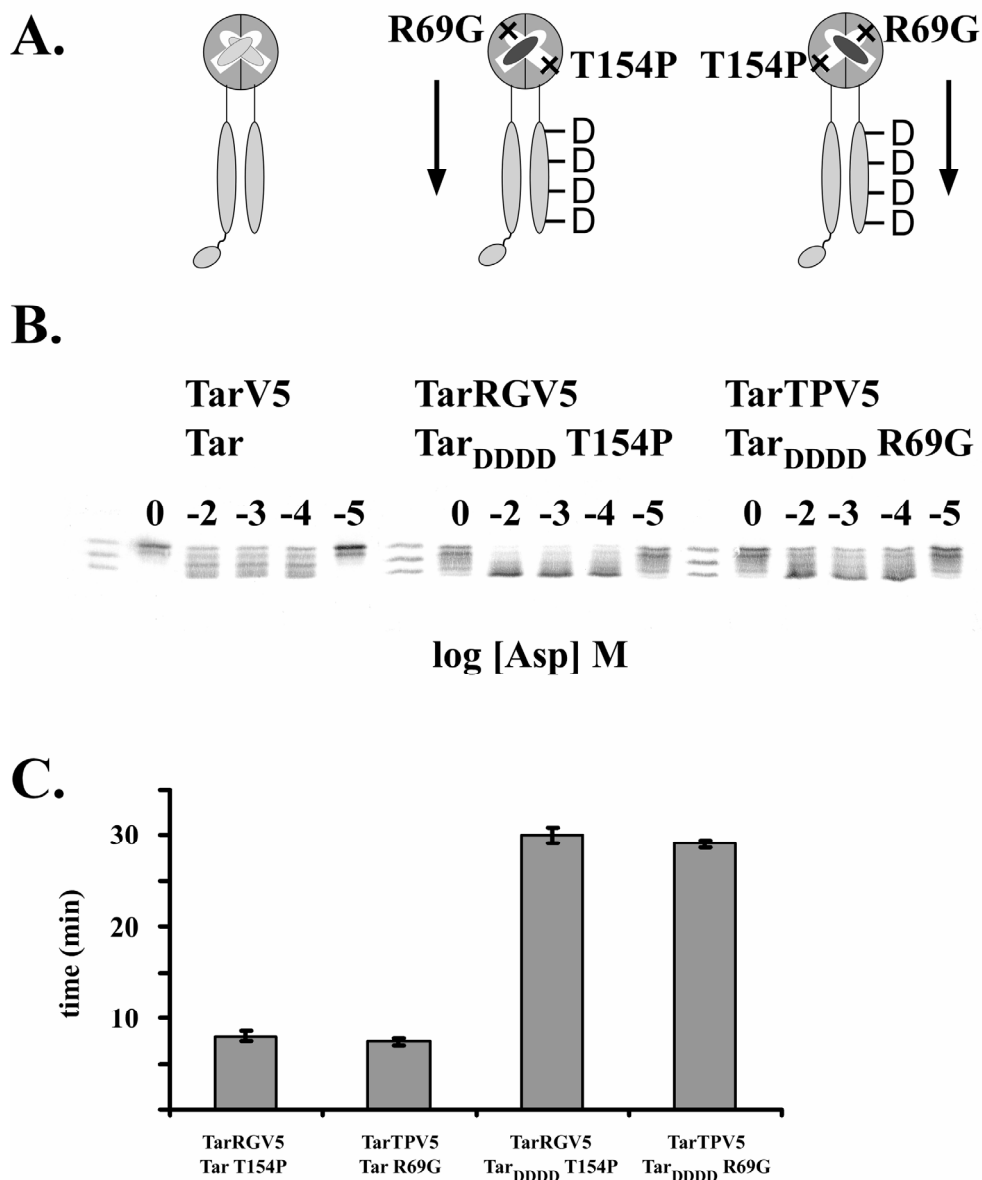 A.
R69G
T154P
R69G
T154P
D
D
D
D
D
D
D
D
B.
TarV5
Tar
TarRGV5
TarDDDD T154P
TarTPV5
TarDDDD R69G
0 -2 -3 -4 -5
0 -2 -3 -4 -5
0 -2 -3 -4 -5
log [Asp] M
C.
time (min)
30
20
10
TarRGV5
Tar T154P
TarTPV5
Tar R69G
TarRGV5
TarDDDD T154P
TarTPV5
TarDDDD R69G